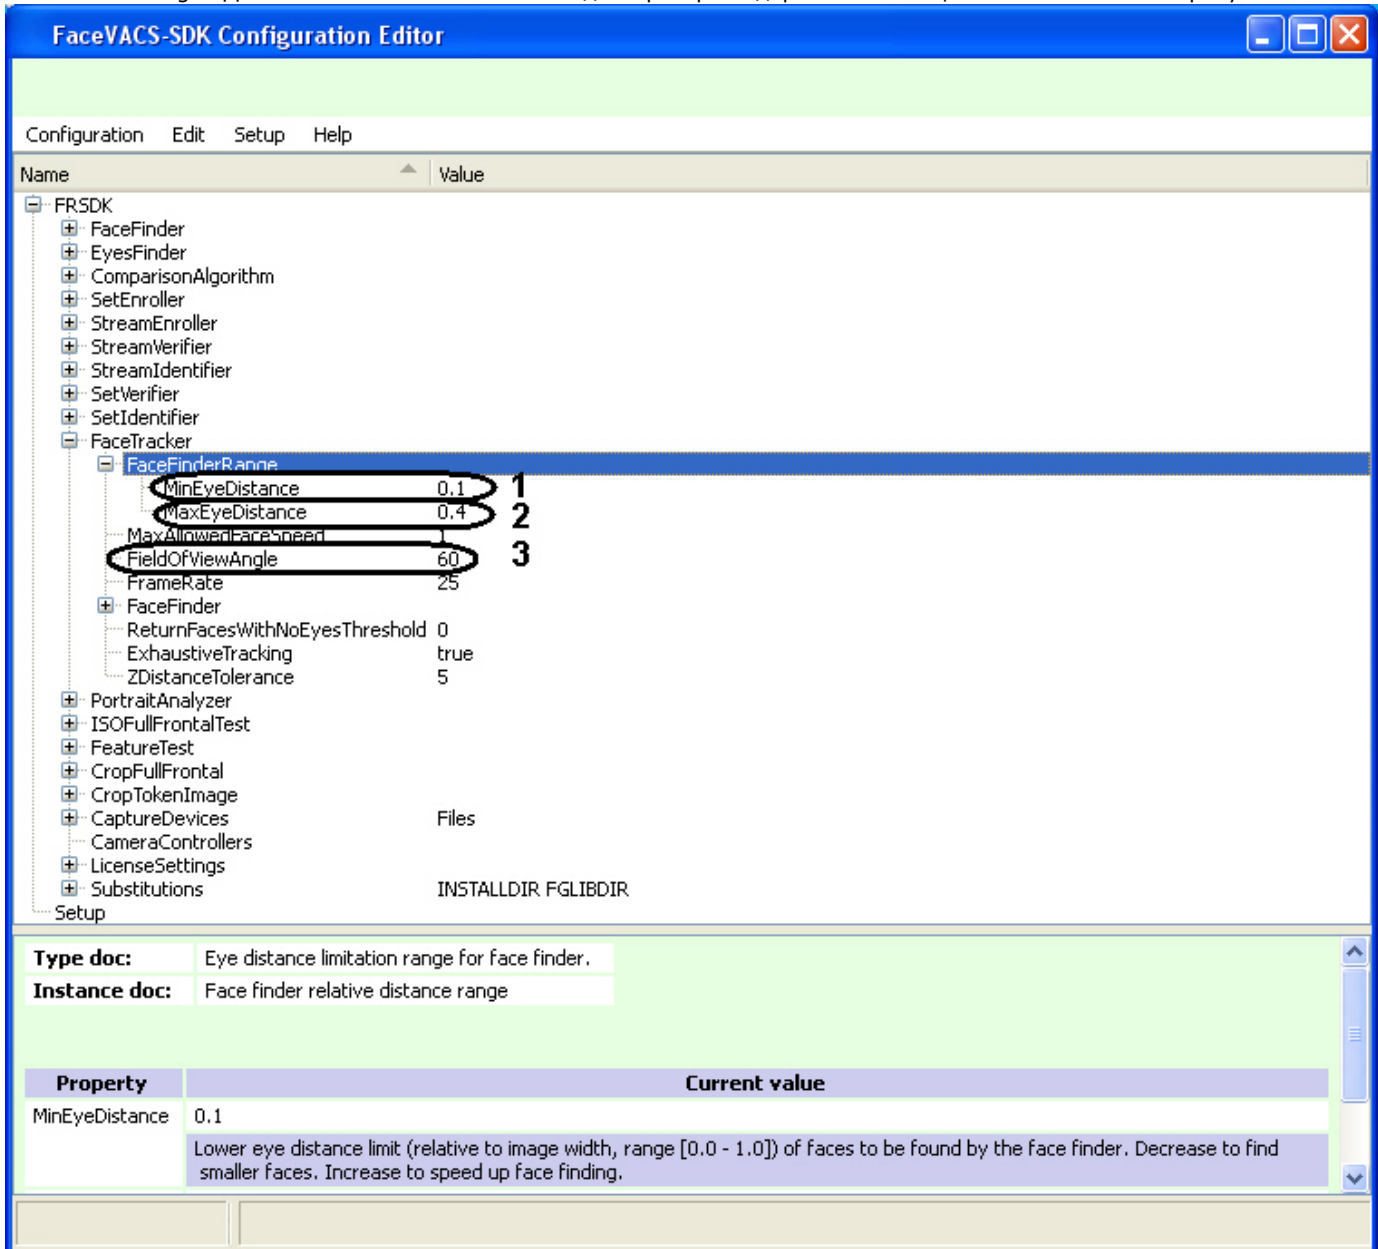 FaceVACS-SDK Configuration Editor
Configuration Edit Setup Help
Name Value
FRSDK
FaceFinder
EyesFinder
ComparisonAlgorithm
SetEnroller
StreamEnroller
StreamVerifier
StreamIdentifier
SetVerifier
SetIdentifier
FaceTracker
FaceFinderRange
MinEyeDistance 0.1 1
MaxEyeDistance 0.4 2
MaxAllowedFaceSpeed 1
FieldOfViewAngle 60 3
FrameRate 25
FaceFinder
ReturnFacesWithNoEyesThreshold 0
ExhaustiveTracking true
ZDistanceTolerance 5
PortraitAnalyzer
ISOFullFrontalTest
FeatureTest
CropFullFrontal
CropTokenImage
CaptureDevices Files
CameraControllers
LicenseSettings
Substitutions INSTALLDIR FGLIBDIR
Setup
Type doc: Eye distance limitation range for face finder.
Instance doc: Face finder relative distance range
Property Current value
MinEyeDistance 0.1
Lower eye distance limit (relative to image width, range [0.0 - 1.0]) of faces to be found by the face finder. Decrease to find
smaller faces. Increase to speed up face finding.